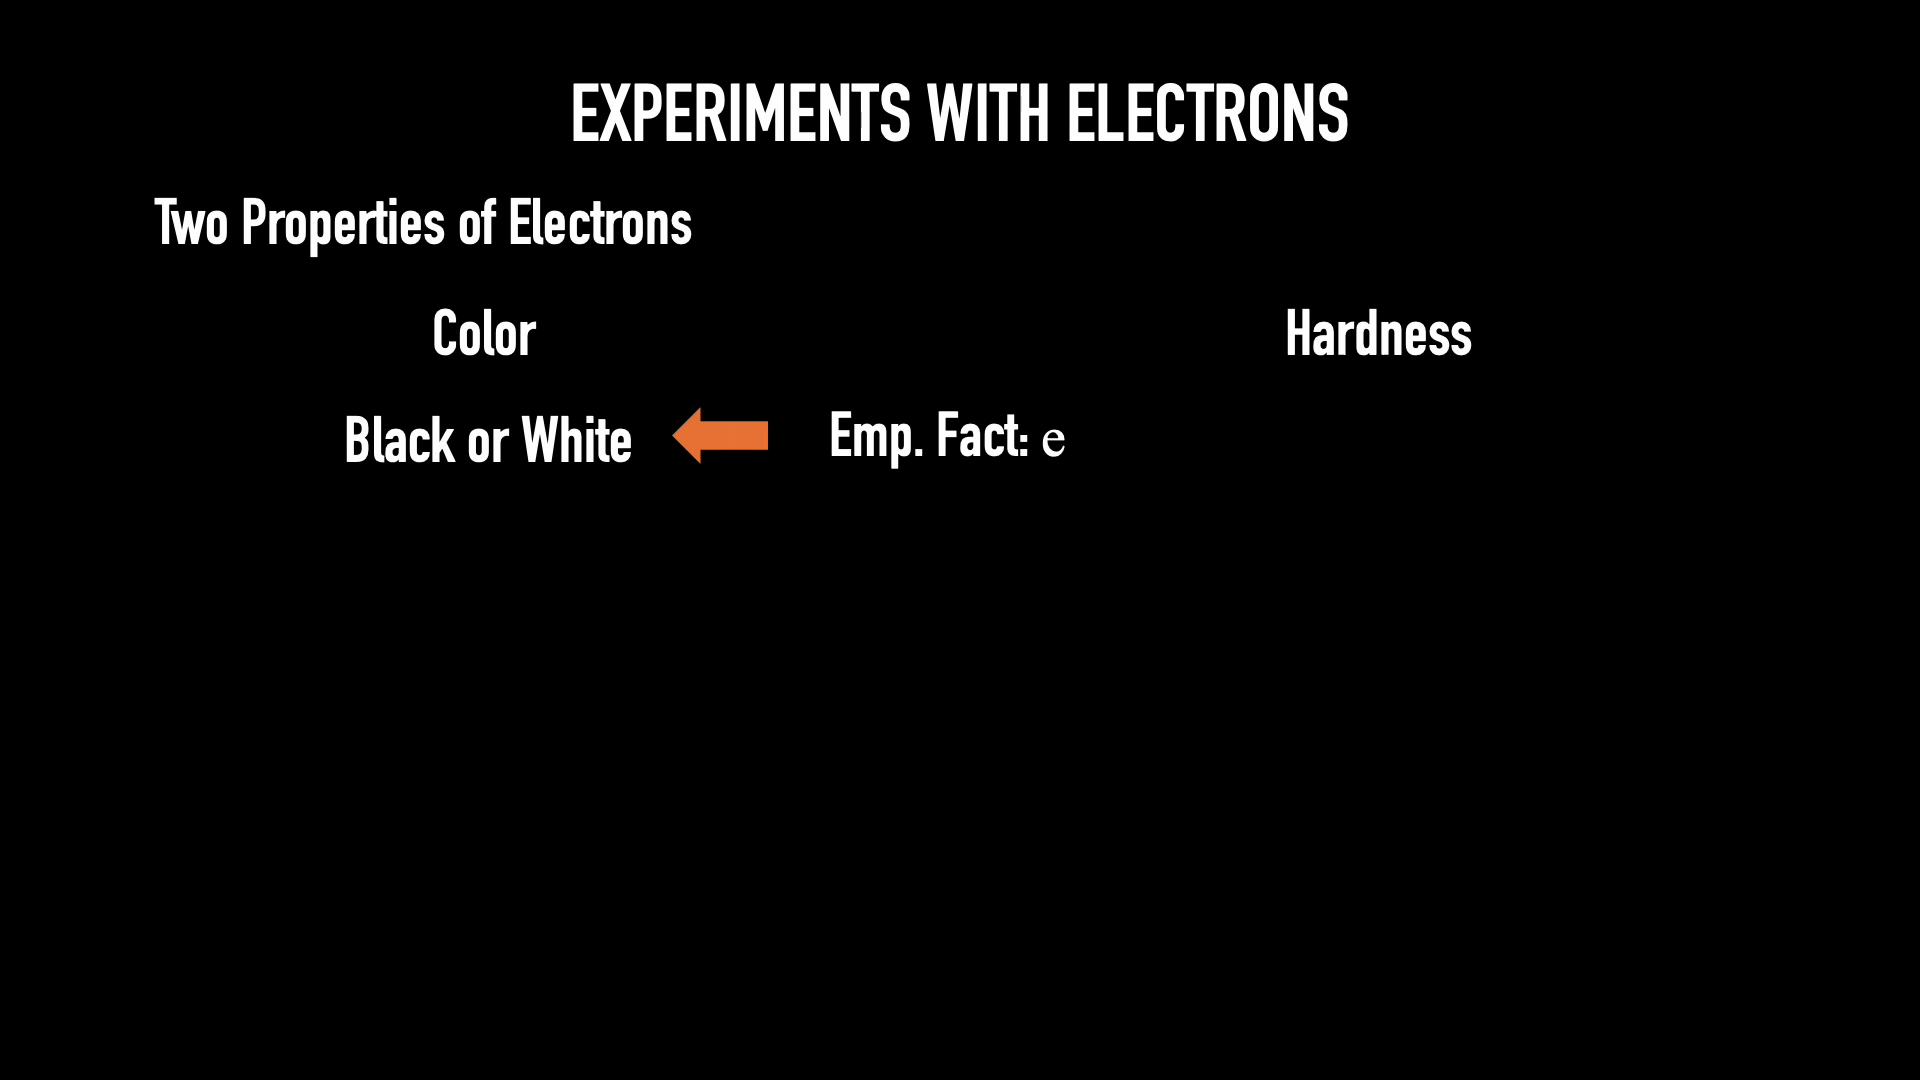 EXPERIMENTS WITH ELECTRONS
Two Properties of Electrons
Color Hardness
Black or White Emp. Fact: e